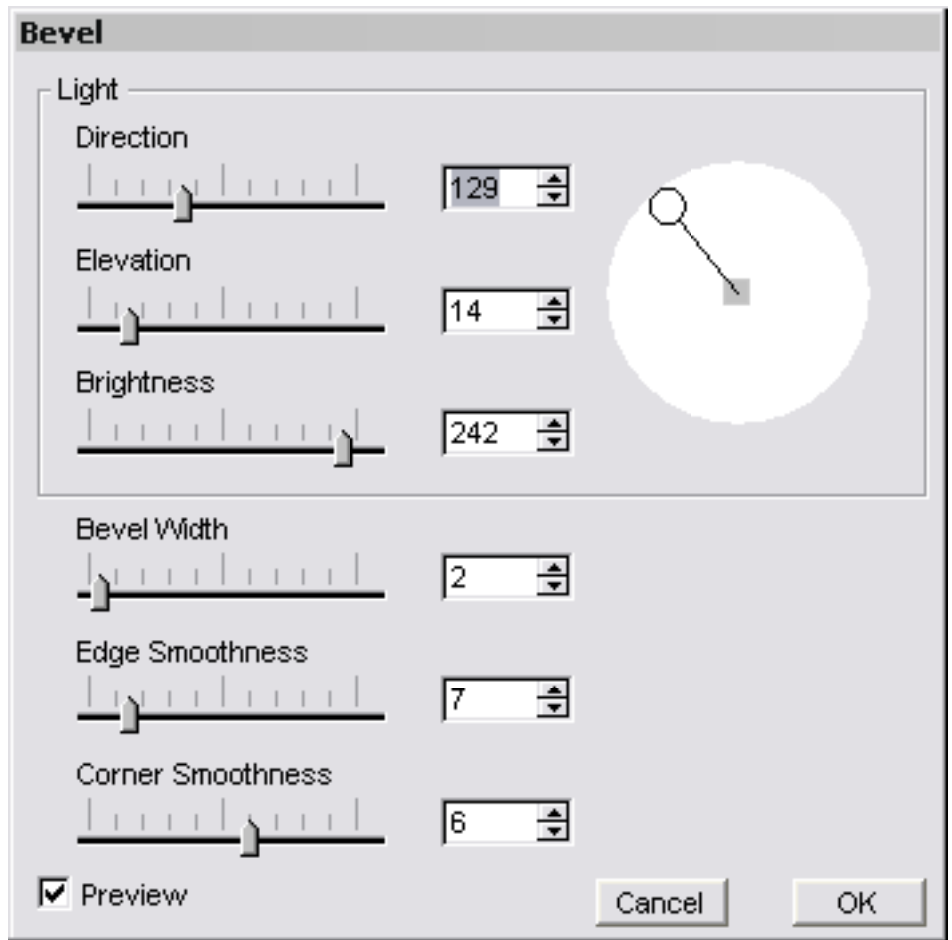 Bevel
Light
Direction
129
Elevation
14
Brightness
242
Bevel Width
2
Edge Smoothness
7
Corner Smoothness
6
Preview
Cancel
OK